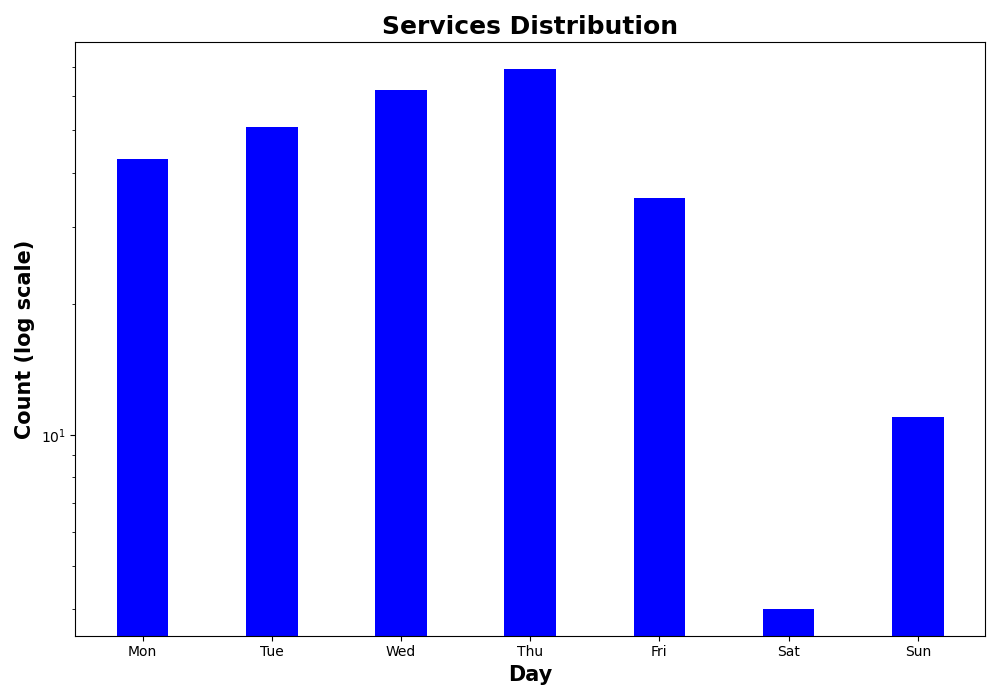 Services Distribution
Count (log scale)
10¹
Mon Tue Wed Thu Fri Sat Sun
Day